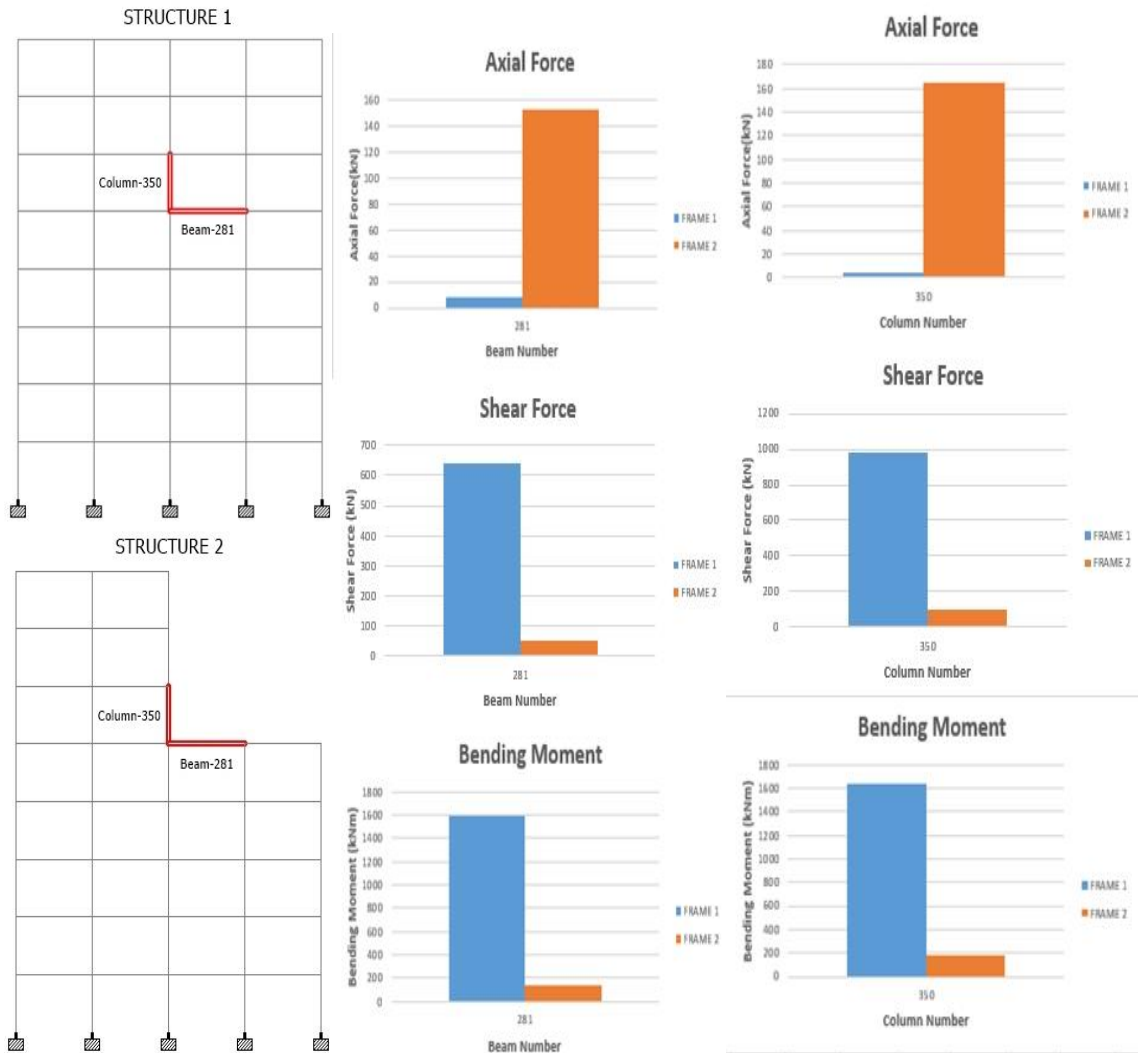 STRUCTURE 1
Column-350
Beam-281
STRUCTURE 2
Column-350
Beam-281
Axial Force
Axial Force(kN)
160
140
120
100
80
60
40
20
0
281
Beam Number
FRAME 1
FRAME 2
Axial Force
Axial Force(kN)
180
160
140
120
100
80
60
40
20
0
350
Column Number
FRAME 1
FRAME 2
Shear Force
Shear Force (kN)
700
600
500
400
300
200
100
0
281
Beam Number
FRAME 1
FRAME 2
Shear Force
Shear Force (kN)
1200
1000
800
600
400
200
0
350
Column Number
FRAME 1
FRAME 2
Bending Moment
Bending Moment (kNm)
1800
1600
1400
1200
1000
800
600
400
200
0
281
Beam Number
FRAME 1
FRAME 2
Bending Moment
Bending Moment (kNm)
1800
1600
1400
1200
1000
800
600
400
200
0
350
Column Number
FRAME 1
FRAME 2